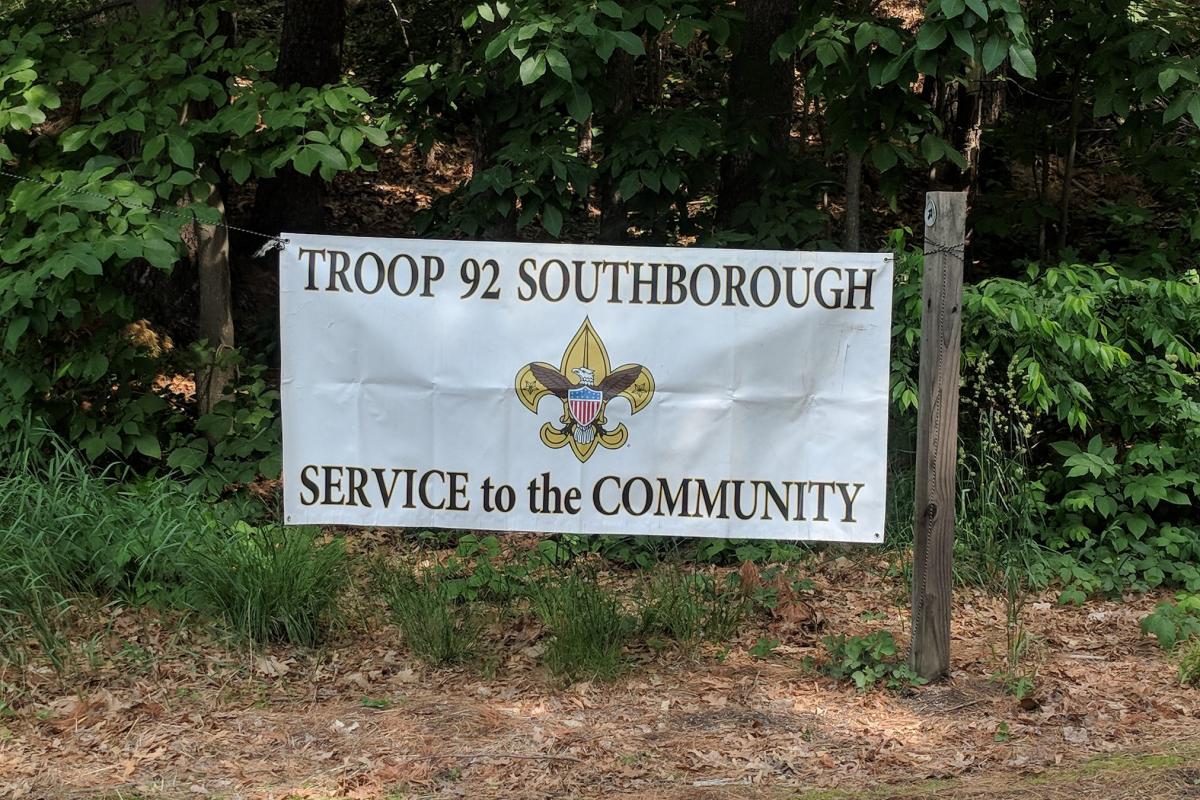 TROOP 92 SOUTHBOROUGH
SERVICE to the COMMUNITY